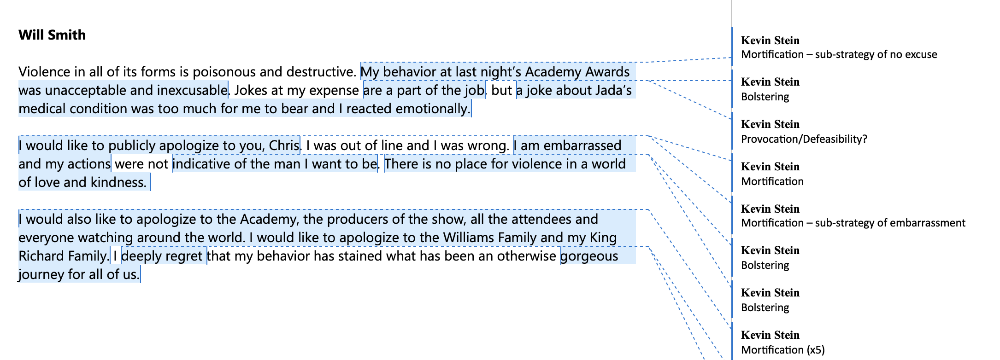 Will Smith
Violence in all of its forms is poisonous and destructive. My behavior at last night’s Academy Awards
was unacceptable and inexcusable. Jokes at my expense are a part of the job, but a joke about Jada’s
medical condition was too much for me to bear and I reacted emotionally.
I would like to publicly apologize to you, Chris. I was out of line and I was wrong. I am embarrassed
and my actions were not indicative of the man I want to be. There is no place for violence in a world
of love and kindness.
I would also like to apologize to the Academy, the producers of the show, all the attendees and
everyone watching around the world. I would like to apologize to the Williams Family and my King
Richard Family. I deeply regret that my behavior has stained what has been an otherwise gorgeous
journey for all of us.
Kevin Stein
Mortification – sub-strategy of no excuse
Kevin Stein
Bolstering
Kevin Stein
Provocation/Defeasibility?
Kevin Stein
Mortification
Kevin Stein
Mortification – sub-strategy of embarrassment
Kevin Stein
Bolstering
Kevin Stein
Bolstering
Kevin Stein
Mortification (x5)